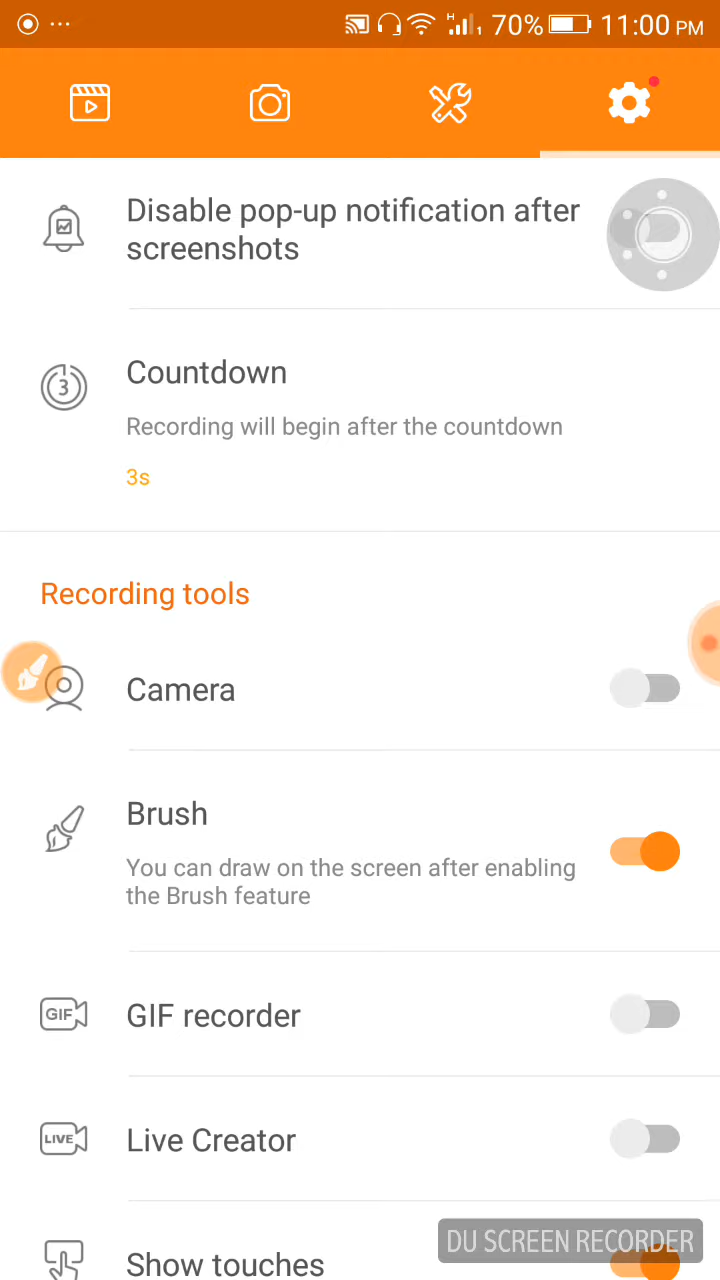 H 1 70% 11:00 PM
Disable pop-up notification after
screenshots
3
Countdown
Recording will begin after the countdown
3s
Recording tools
Camera
Brush
You can draw on the screen after enabling
the Brush feature
GIF
GIF recorder
LIVE
Live Creator
DU SCREEN RECORDER
Show touches